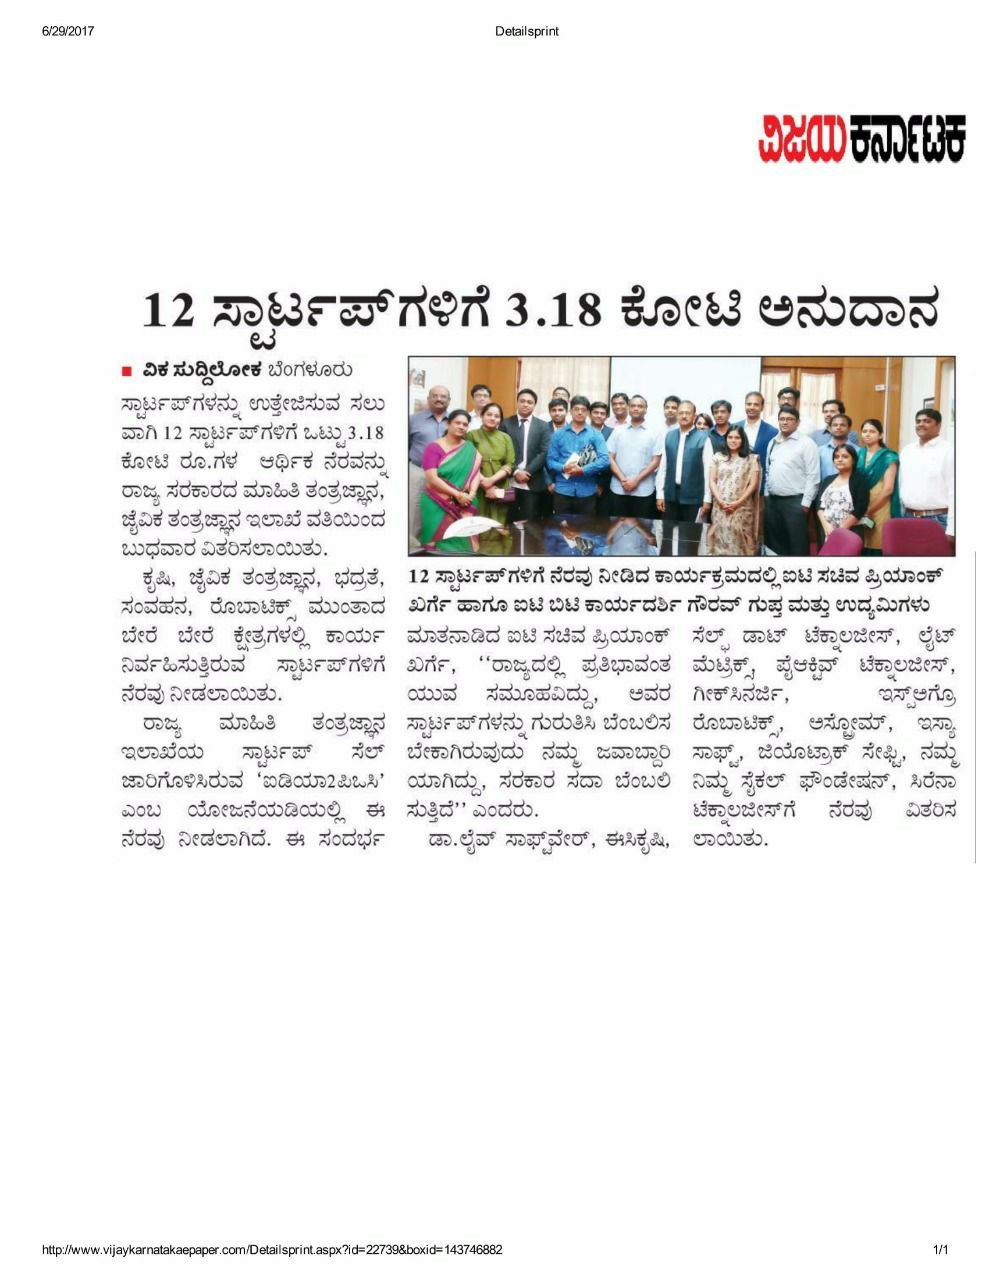 6/29/2017
Detailsprint
ವಿಜಯ ಕರ್ನಾಟಕ
12 ಸ್ಟಾರ್ಟಪ್‌ಗಳಿಗೆ 3.18 ಕೋಟಿ ಅನುದಾನ
■ ವಿಕ ಸುದ್ದಿಲೋಕ ಬೆಂಗಳೂರು
ಸ್ಟಾರ್ಟಪ್‌ಗಳನ್ನು ಉತ್ತೇಜಿಸುವ ಸಲು
ವಾಗಿ 12 ಸ್ಟಾರ್ಟಪ್‌ಗಳಿಗೆ ಒಟ್ಟು 3.18
ಕೋಟಿ ರೂ.ಗಳ ಆರ್ಥಿಕ ನೆರವನ್ನು
ರಾಜ್ಯ ಸರಕಾರದ ಮಾಹಿತಿ ತಂತ್ರಜ್ಞಾನ,
ಜೈವಿಕ ತಂತ್ರಜ್ಞಾನ ಇಲಾಖೆ ವತಿಯಿಂದ
ಬುಧವಾರ ವಿತರಿಸಲಾಯಿತು.
ಕೃಷಿ, ಜೈವಿಕ ತಂತ್ರಜ್ಞಾನ, ಭದ್ರತೆ,
ಸಂವಹನ, ರೊಬಾಟಿಕ್ಸ್ ಮುಂತಾದ
ಬೇರೆ ಬೇರೆ ಕ್ಷೇತ್ರಗಳಲ್ಲಿ ಕಾರ್ಯ
ನಿರ್ವಹಿಸುತ್ತಿರುವ ಸ್ಟಾರ್ಟಪ್‌ಗಳಿಗೆ
ನೆರವು ನೀಡಲಾಯಿತು.
ರಾಜ್ಯ ಮಾಹಿತಿ ತಂತ್ರಜ್ಞಾನ
ಇಲಾಖೆಯ ಸ್ಟಾರ್ಟಪ್ ಸೆಲ್
ಜಾರಿಗೊಳಿಸಿರುವ ‘ಐಡಿಯಾ2ಪಿಒಸಿ’
ಎಂಬ ಯೋಜನೆಯಡಿಯಲ್ಲಿ ಈ
ನೆರವು ನೀಡಲಾಗಿದೆ. ಈ ಸಂದರ್ಭ
12 ಸ್ಟಾರ್ಟಪ್‌ಗಳಿಗೆ ನೆರವು ನೀಡಿದ ಕಾರ್ಯಕ್ರಮದಲ್ಲಿ ಐಟಿ ಸಚಿವ ಪ್ರಿಯಾಂಕ್
ಖರ್ಗೆ ಹಾಗೂ ಐಟಿ ಬಿಟಿ ಕಾರ್ಯದರ್ಶಿ ಗೌರವ್ ಗುಪ್ತ ಮತ್ತು ಉದ್ಯಮಿಗಳು
ಮಾತನಾಡಿದ ಐಟಿ ಸಚಿವ ಪ್ರಿಯಾಂಕ್
ಖರ್ಗೆ, ‘‘ರಾಜ್ಯದಲ್ಲಿ ಪ್ರತಿಭಾವಂತ
ಯುವ ಸಮೂಹವಿದ್ದು, ಅವರ
ಸ್ಟಾರ್ಟಪ್‌ಗಳನ್ನು ಗುರುತಿಸಿ ಬೆಂಬಲಿಸ
ಬೇಕಾಗಿರುವುದು ನಮ್ಮ ಜವಾಬ್ದಾರಿ
ಯಾಗಿದ್ದು, ಸರಕಾರ ಸದಾ ಬೆಂಬಲಿ
ಸುತ್ತಿದೆ’’ ಎಂದರು.
ಡಾ.ಲೈವ್ ಸಾಫ್ಟ್‌ವೇರ್, ಈಸಿಕೃಷಿ,
ಸೆಲ್ಫ್ ಡಾಟ್ ಟೆಕ್ನಾಲಜೀಸ್, ಲೈಟ್
ಮೆಟ್ರಿಕ್ಸ್, ಪೈಆಕ್ಟಿವ್ ಟೆಕ್ನಾಲಜೀಸ್,
ಗೀಕ್‌ಸಿನರ್ಜಿ, ಇಸ್ಪ್‌ಅಗ್ರೊ
ರೊಬಾಟಿಕ್ಸ್, ಅಸ್ಟ್ರೋಮ್, ಇಸ್ಯಾ
ಸಾಫ್ಟ್, ಜಿಯೊಟ್ರಾಕ್ ಸೇಫ್ಟಿ, ನಮ್ಮ
ನಿಮ್ಮ ಸೈಕಲ್ ಫೌಂಡೇಷನ್, ಸಿರೆನಾ
ಟೆಕ್ನಾಲಜೀಸ್‌ಗೆ ನೆರವು ವಿತರಿಸ
ಲಾಯಿತು.
http://www.vijaykarnatakaepaper.com/Detailsprint.aspx?id=22739&boxid=143746882
1/1